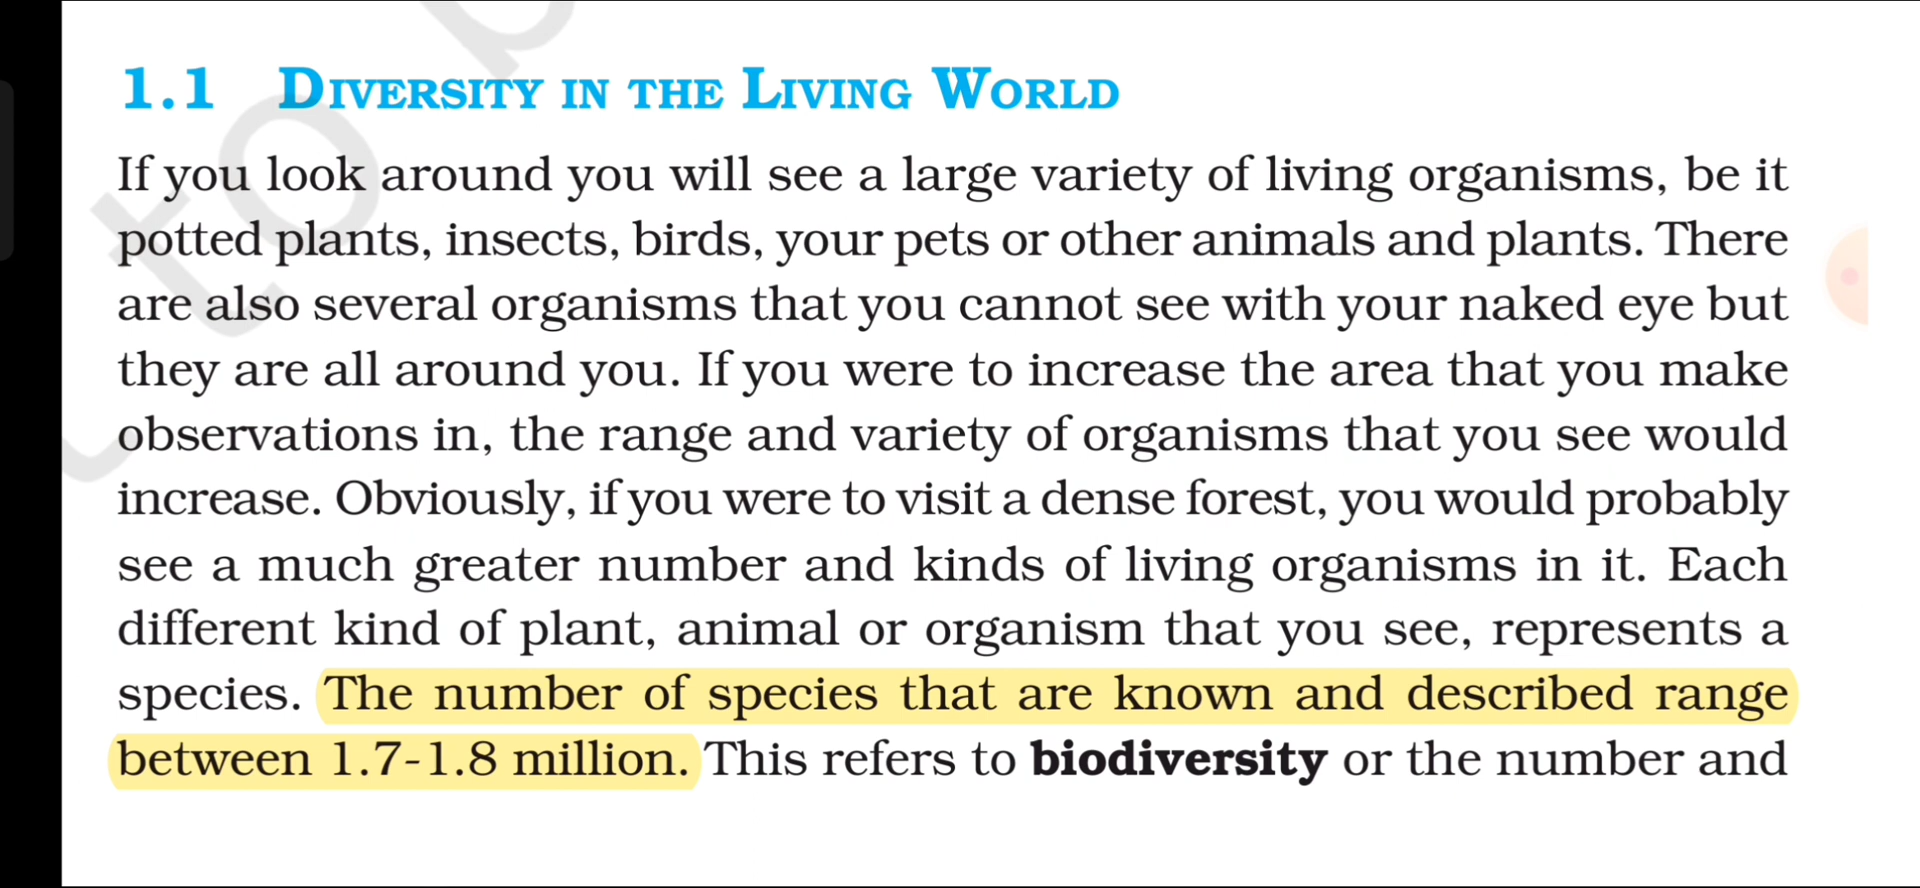 1.1 DIVERSITY IN THE LIVING WORLD
If you look around you will see a large variety of living organisms, be it
potted plants, insects, birds, your pets or other animals and plants. There
are also several organisms that you cannot see with your naked eye but
they are all around you. If you were to increase the area that you make
observations in, the range and variety of organisms that you see would
increase. Obviously, if you were to visit a dense forest, you would probably
see a much greater number and kinds of living organisms in it. Each
different kind of plant, animal or organism that you see, represents a
species. The number of species that are known and described range
between 1.7-1.8 million. This refers to biodiversity or the number and